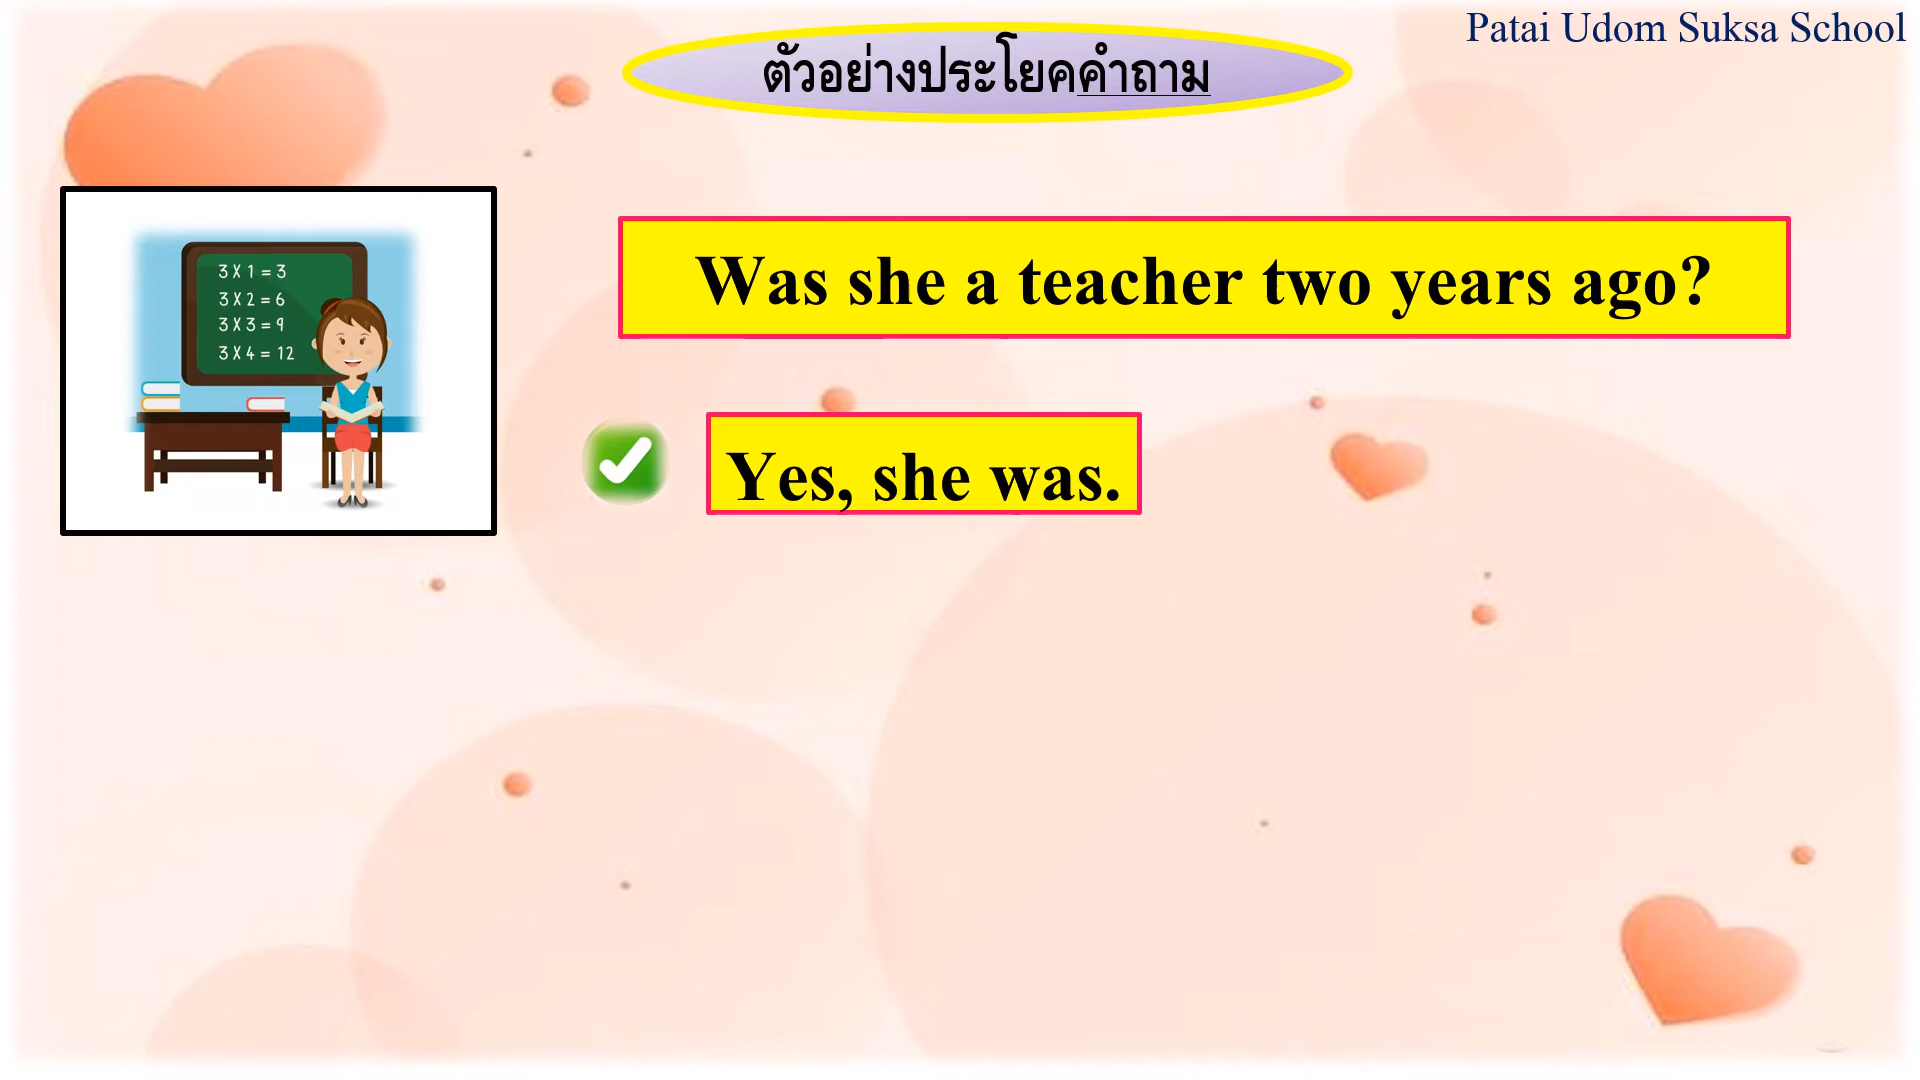 Patai Udom Suksa School
ตัวอย่างประโยคคำถาม
3 X 1 = 3
3 X 2 = 6
3 X 3 = 9
3 X 4 = 12
Was she a teacher two years ago?
Yes, she was.